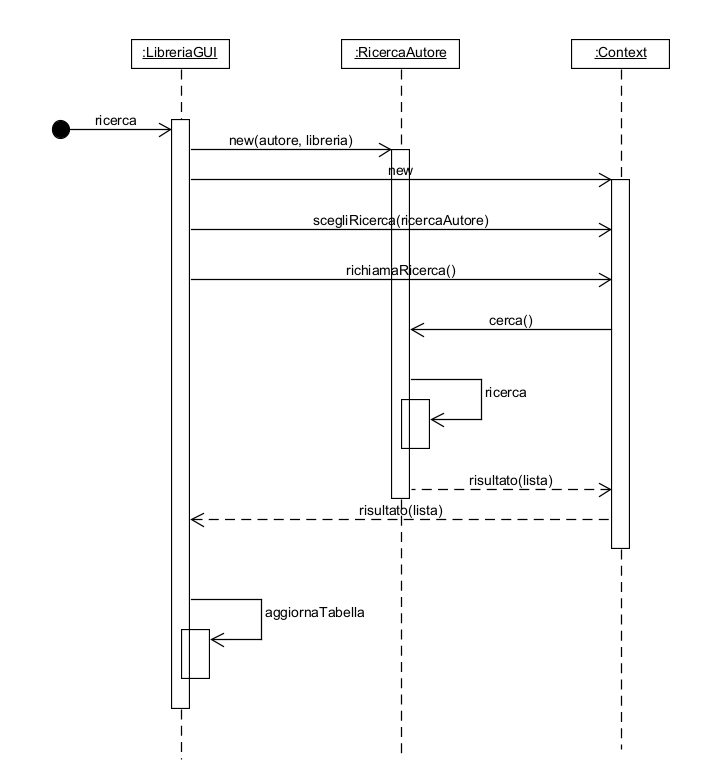 :LibreriaGUI
:RicercaAutore
:Context
ricerca
new(autore, libreria)
new
scegliRicerca(ricercaAutore)
richiamaRicerca()
cerca()
ricerca
risultato(lista)
risultato(lista)
aggiornaTabella